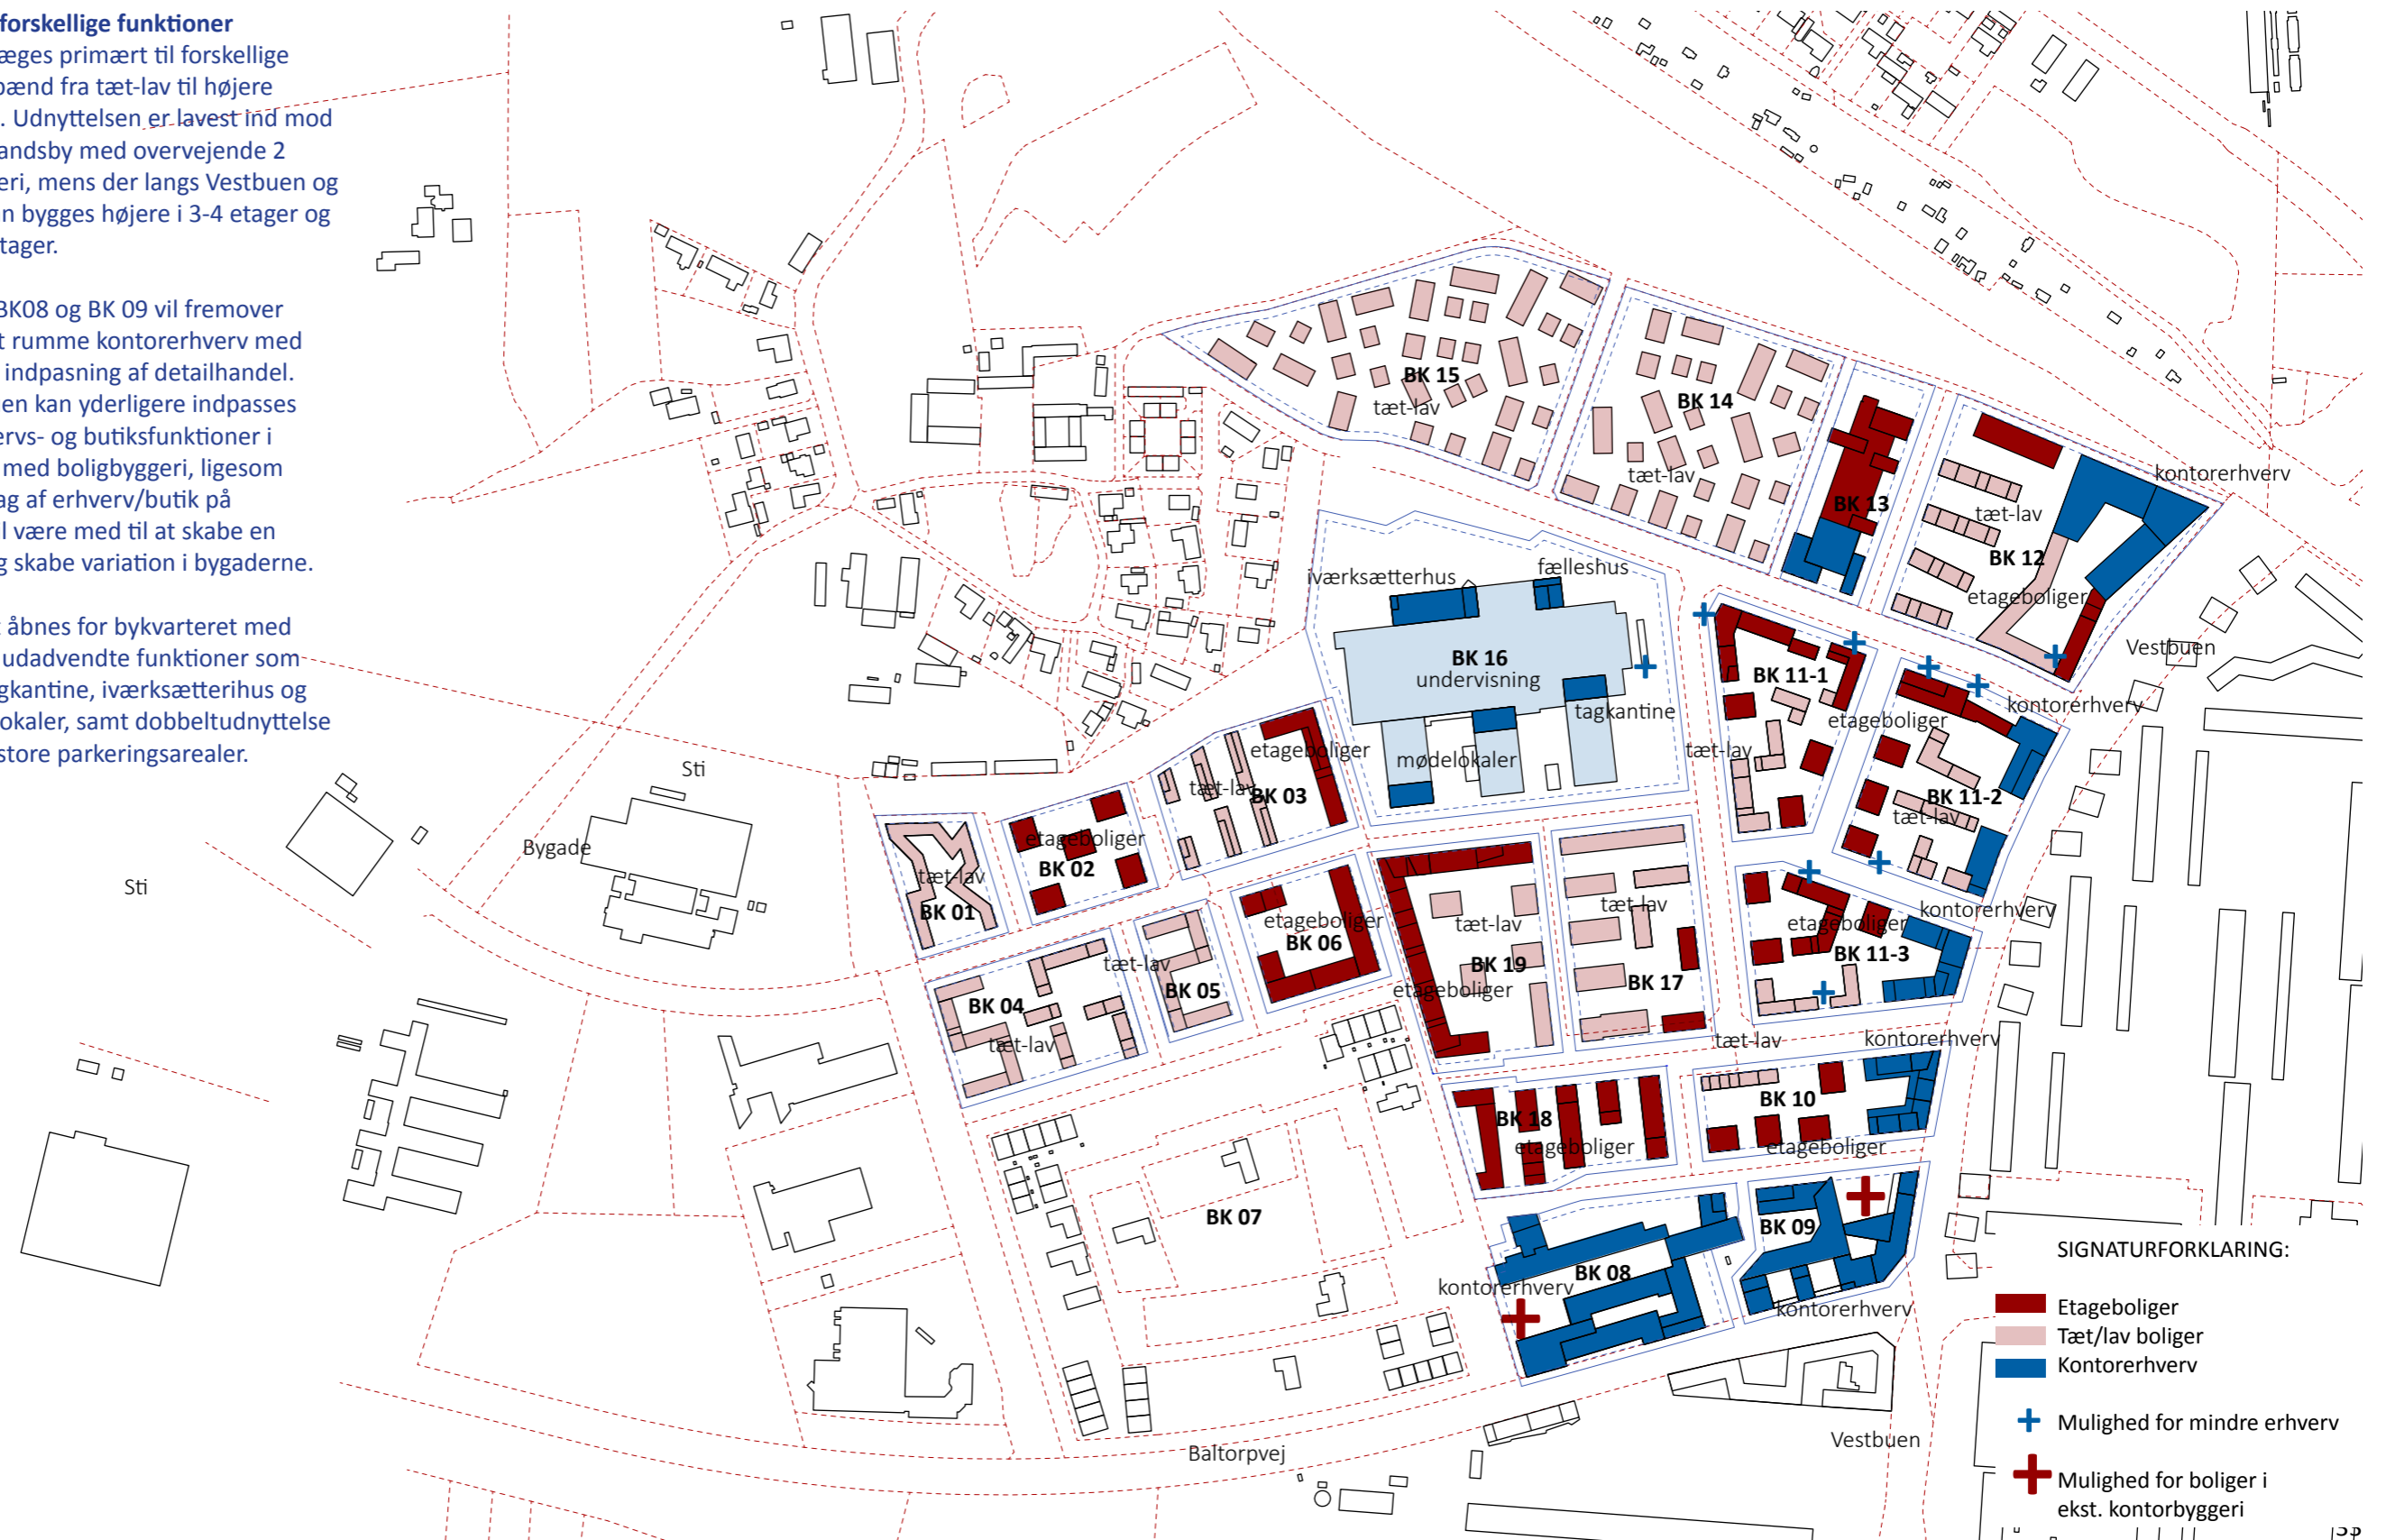 forskellige funktioner
æges primært til forskellige
pænd fra tæt-lav til højere
. Udnyttelsen er lavest ind mod
andsby med overvejende 2
eri, mens der langs Vestbuen og
n bygges højere i 3-4 etager og
tager.
BK08 og BK 09 vil fremover
t rumme kontorerhverv med
indpasning af detailhandel.
sen kan yderligere indpasses
ervs- og butiksfunktioner i
med boligbyggeri, ligesom
ag af erhverv/butik på
l være med til at skabe en
g skabe variation i bygaderne.
t åbnes for bykvarteret med
udadvendte funktioner som
gkantine, iværksætterihus og
okaler, samt dobbeltudnyttelse
store parkeringsarealer.
BK 15
tæt-lav
BK 14
tæt-lav
BK 13
kontorerhverv
tæt-lav
BK 12
etageboliger
Vestbuen
iværksætterhus
fælleshus
BK 16
undervisning
tagkantine
mødelokaler
BK 11-1
tæt-lav
etageboliger
kontorerhverv
BK 11-2
tæt-lav
etageboliger
tæt-lav
BK 03
etageboliger
BK 02
tæt-lav
BK 01
Sti
Bygade
Sti
etageboliger
BK 06
tæt-lav
BK 05
BK 04
tæt-lav
tæt-lav
BK 19
etageboliger
tæt-lav
BK 17
etageboliger
kontorerhverv
BK 11-3
tæt-lav
kontorerhverv
BK 10
etageboliger
BK 18
etageboliger
BK 07
BK 09
kontorerhverv
BK 08
kontorerhverv
Baltorpvej
Vestbuen
SIGNATURFORKLARING:
Etageboliger
Tæt/lav boliger
Kontorerhverv
Mulighed for mindre erhverv
Mulighed for boliger i
ekst. kontorbyggeri